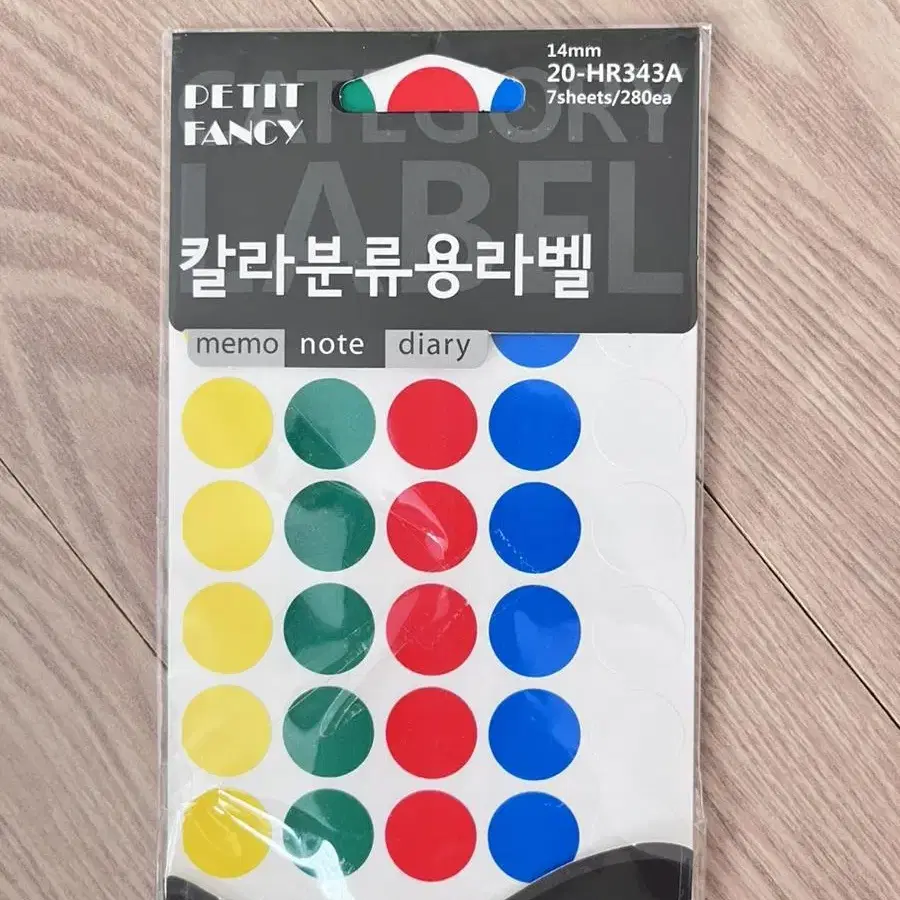 PETIT
FANCY
14mm
20-HR343A
7sheets/280ea
CATEGORY
LABEL
칼라분류용라벨
memo note diary